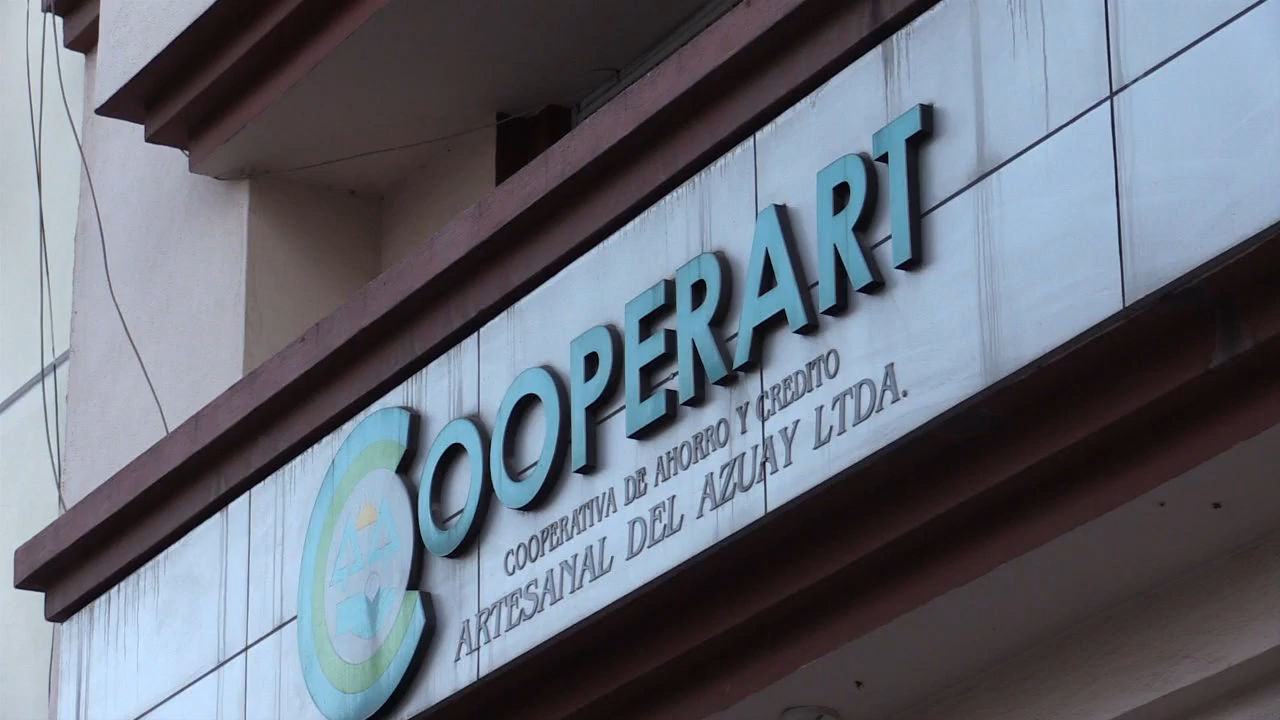 COOPERART
COOPERATIVA DE AHORRO Y CREDITO
ARTESANAL DEL AZUAY LTDA.